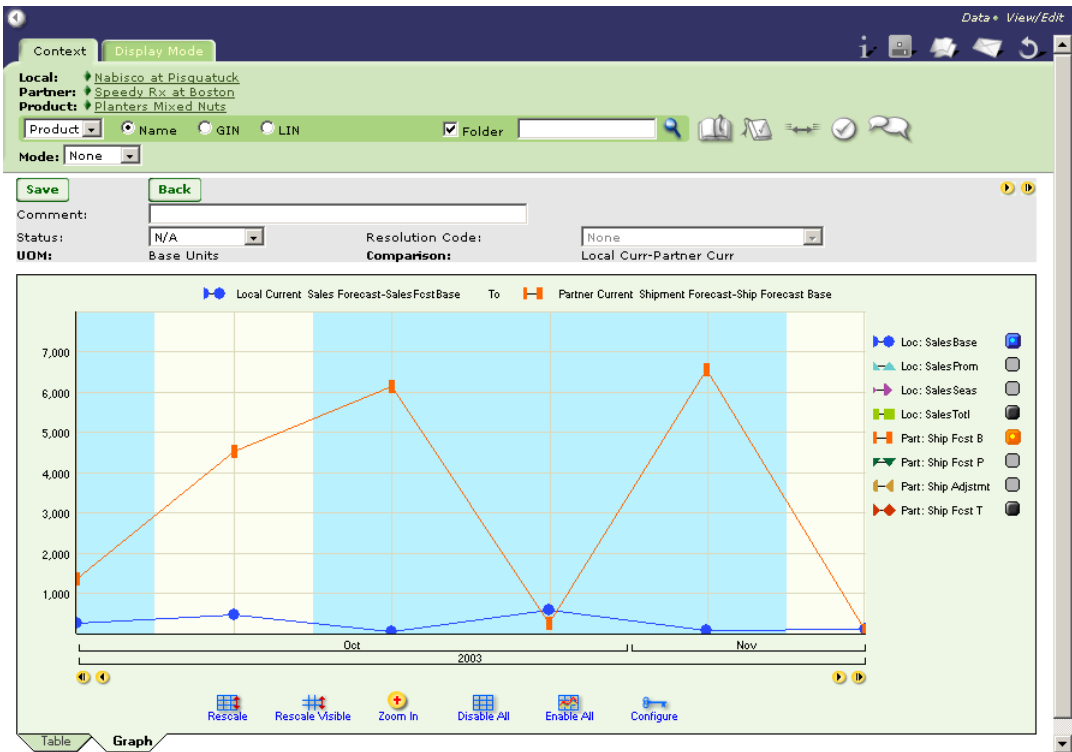 Data • View/Edit
Context Display Mode
Local: Nabisco at Pisquatuck
Partner: Speedy Rx at Boston
Product: Planters Mixed Nuts
Product Name GIN LIN Folder
Mode: None
Save Back
Comment:
Status: N/A Resolution Code: None
UOM: Base Units Comparison: Local Curr-Partner Curr
Local Current Sales Forecast-SalesFcstBase To Partner Current Shipment Forecast-Ship Forecast Base
7,000
6,000
5,000
4,000
3,000
2,000
1,000
Loc: SalesBase
Loc: SalesProm
Loc: SalesSeas
Loc: SalesTotl
Part: Ship Fcst B
Part: Ship Fcst P
Part: Ship Adjstmt
Part: Ship Fcst T
Oct Nov
2003
Rescale Rescale Visible Zoom In Disable All Enable All Configure
Table Graph